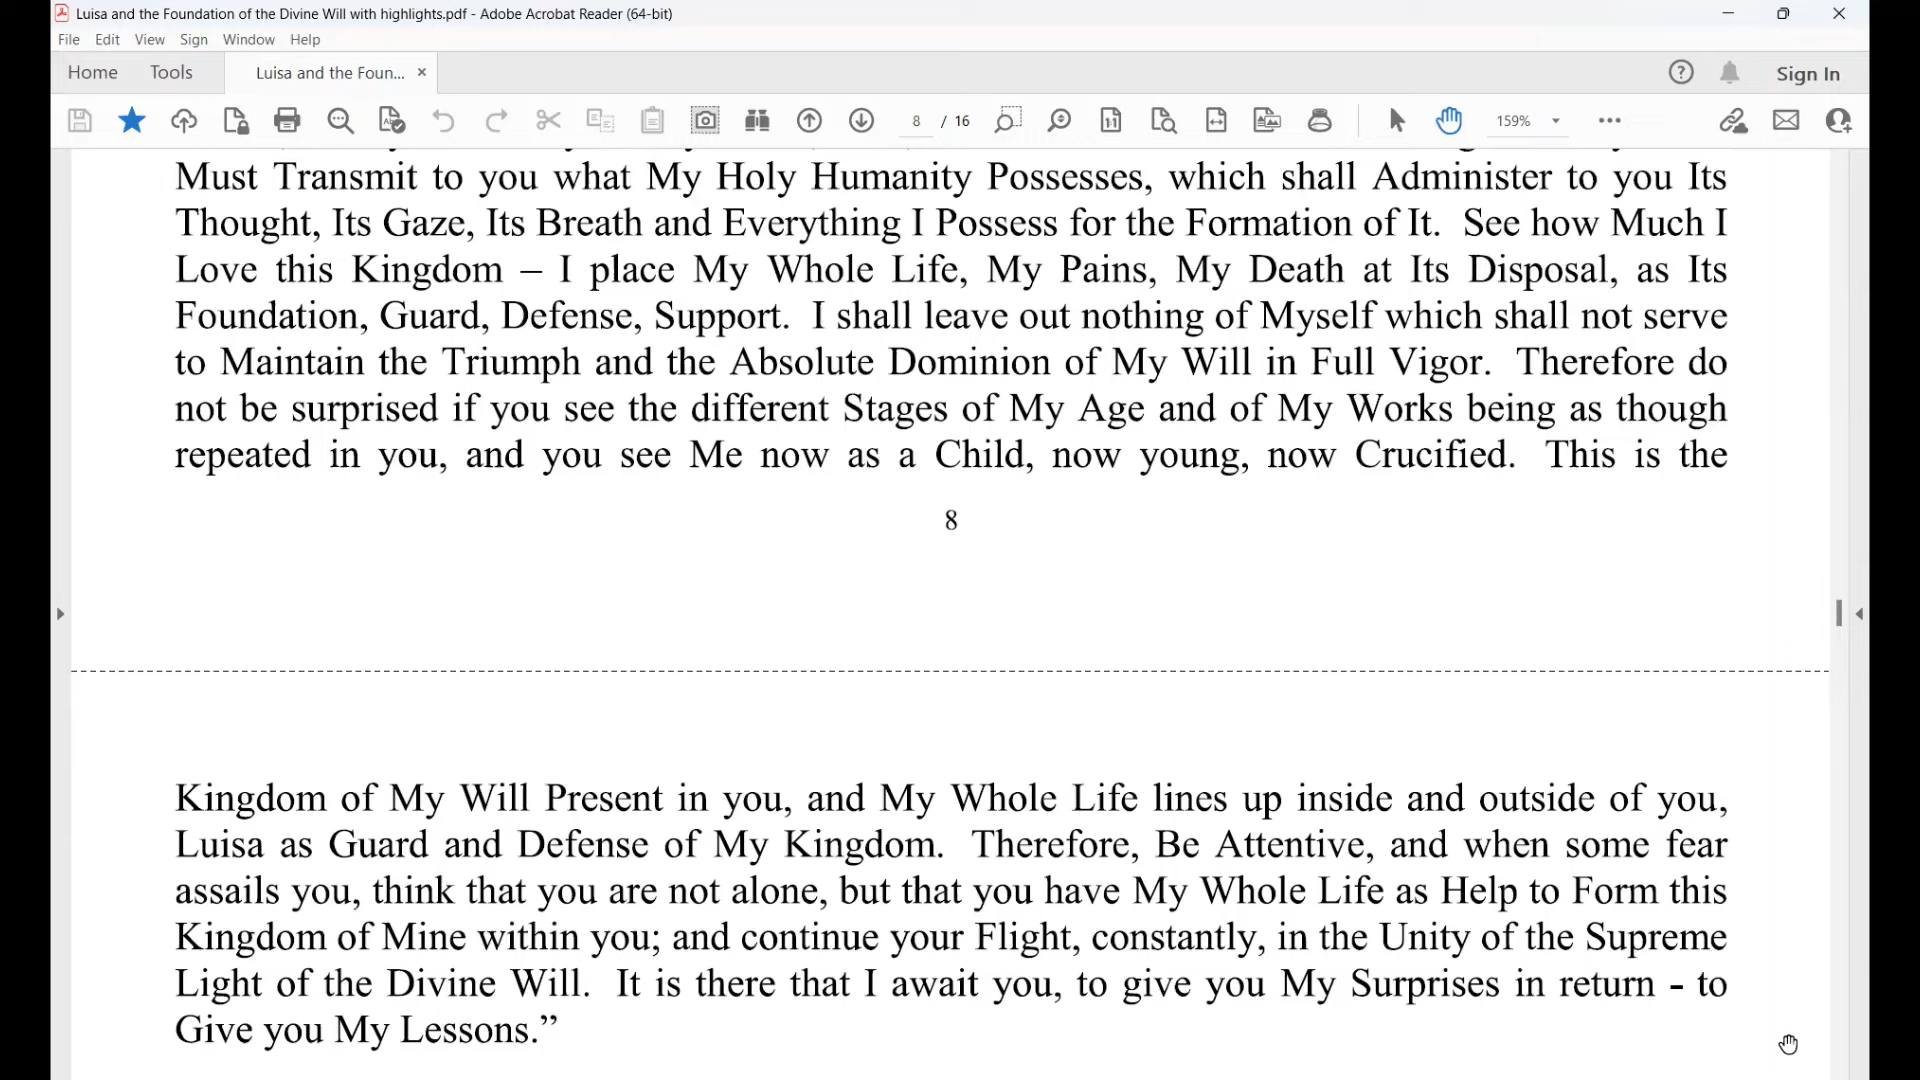 Luisa and the Foundation of the Divine Will with highlights.pdf - Adobe Acrobat Reader (64-bit)
File Edit View Sign Window Help
Home Tools Luisa and the Foun... × Sign In
8 / 16 159%
Must Transmit to you what My Holy Humanity Possesses, which shall Administer to you Its
Thought, Its Gaze, Its Breath and Everything I Possess for the Formation of It. See how Much I
Love this Kingdom – I place My Whole Life, My Pains, My Death at Its Disposal, as Its
Foundation, Guard, Defense, Support. I shall leave out nothing of Myself which shall not serve
to Maintain the Triumph and the Absolute Dominion of My Will in Full Vigor. Therefore do
not be surprised if you see the different Stages of My Age and of My Works being as though
repeated in you, and you see Me now as a Child, now young, now Crucified. This is the
8
Kingdom of My Will Present in you, and My Whole Life lines up inside and outside of you,
Luisa as Guard and Defense of My Kingdom. Therefore, Be Attentive, and when some fear
assails you, think that you are not alone, but that you have My Whole Life as Help to Form this
Kingdom of Mine within you; and continue your Flight, constantly, in the Unity of the Supreme
Light of the Divine Will. It is there that I await you, to give you My Surprises in return - to
Give you My Lessons.”